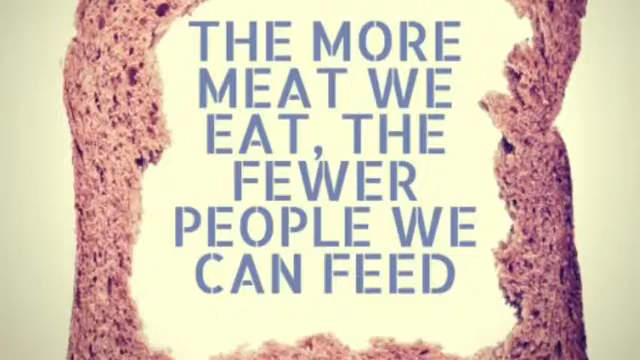 THE MORE
MEAT WE
EAT, THE
FEWER
PEOPLE WE
CAN FEED